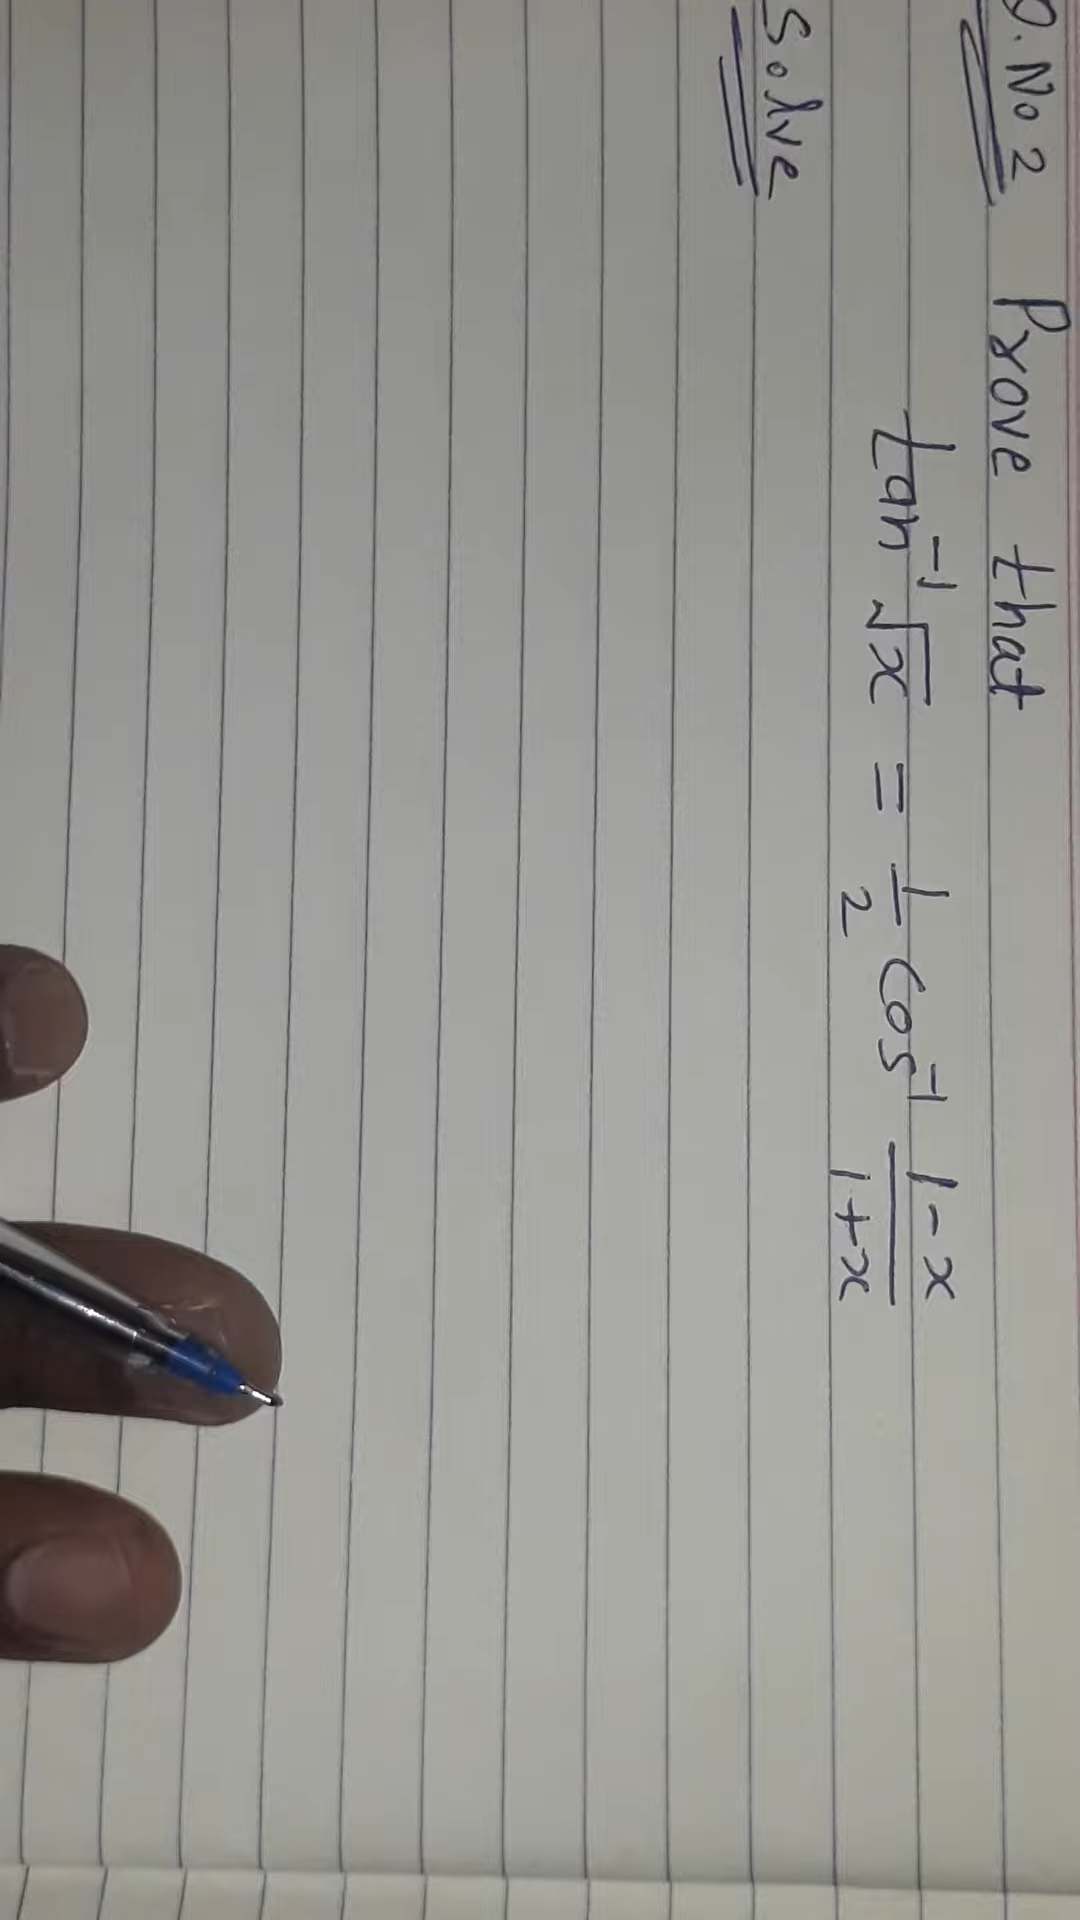 Q. No 2 Prove that
tan⁻¹ √x = 1/2 cos⁻¹ 1-x/1+x
Solve